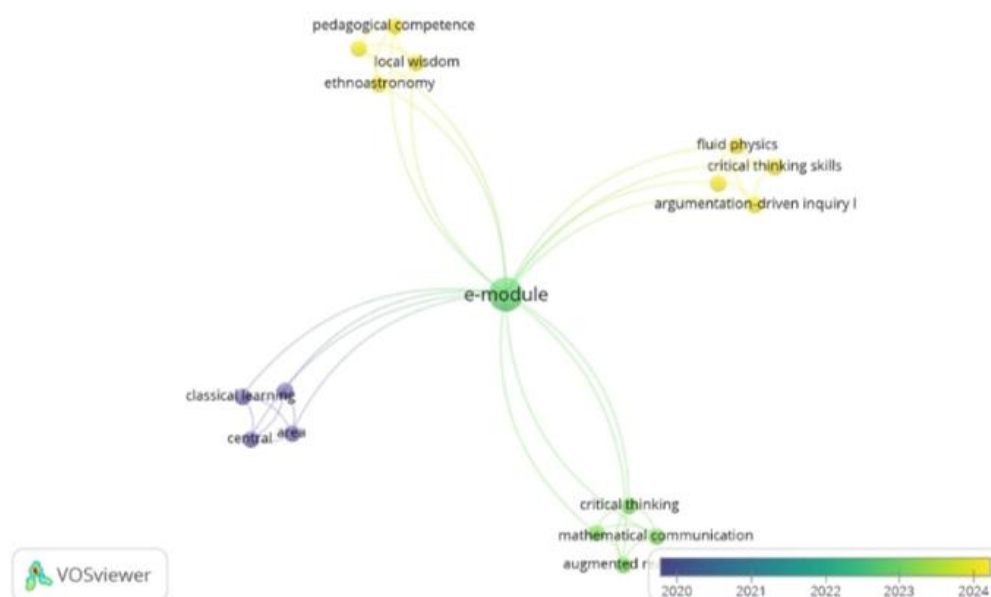 pedagogical competence
local wisdom
ethnoastronomy
fluid physics
critical thinking skills
argumentation-driven inquiry l
e-module
classical learning
central area
critical thinking
mathematical communication
augmented r
VOSviewer
2020 2021 2022 2023 2024